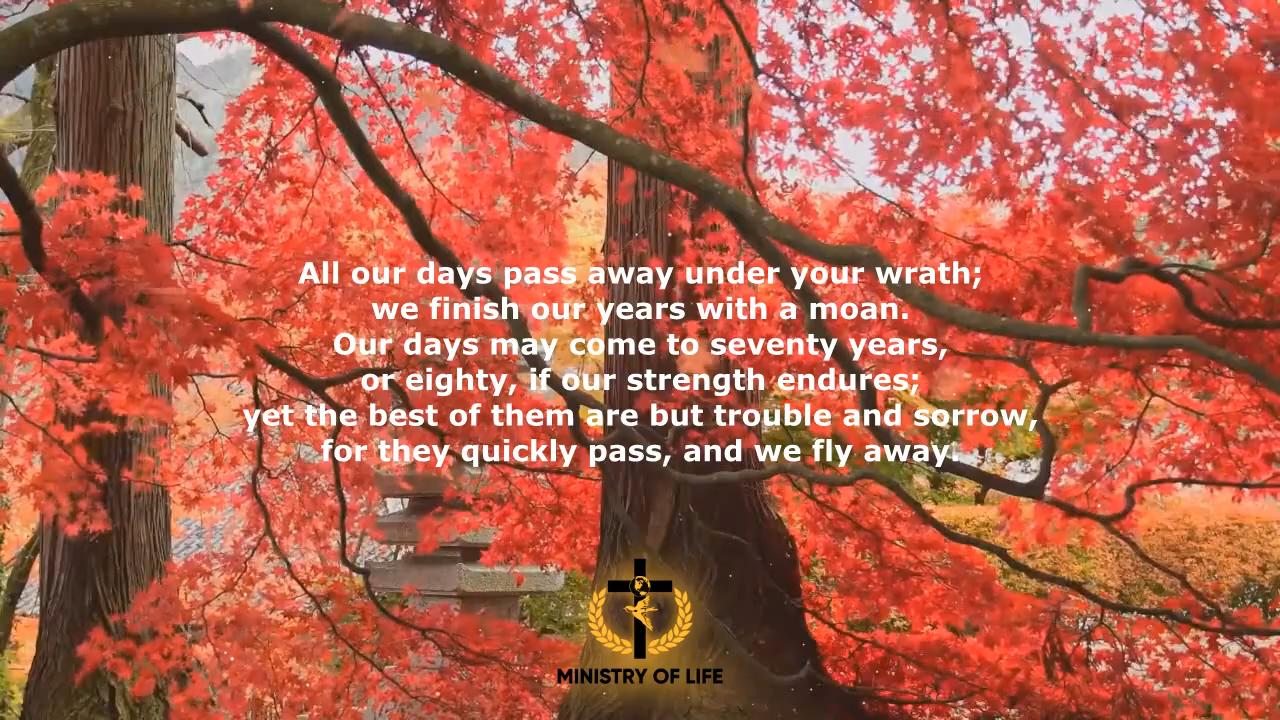 All our days pass away under your wrath;
we finish our years with a moan.
Our days may come to seventy years,
or eighty, if our strength endures;
yet the best of them are but trouble and sorrow,
for they quickly pass, and we fly away.
MINISTRY OF LIFE